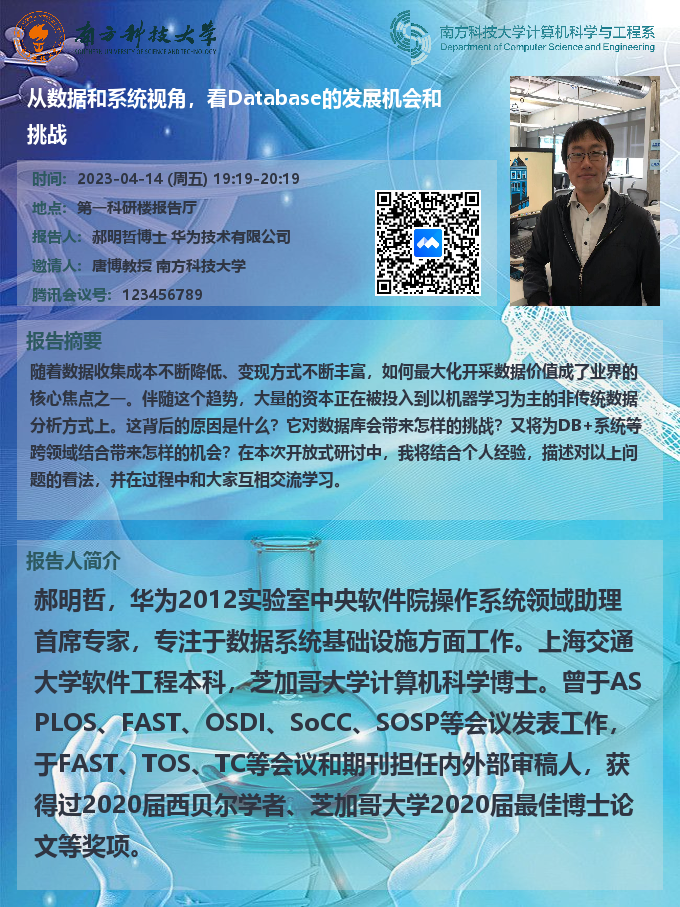 南方科技大学
SOUTHERN UNIVERSITY OF SCIENCE AND TECHNOLOGY
南方科技大学计算机科学与工程系
Department of Computer Science and Engineering
从数据和系统视角，看Database的发展机会和
挑战
时间：2023-04-14 (周五) 19:19-20:19
地点：第一科研楼报告厅
报告人：郝明哲博士 华为技术有限公司
邀请人：唐博教授 南方科技大学
腾讯会议号：123456789
报告摘要
随着数据收集成本不断降低、变现方式不断丰富，如何最大化开采数据价值成了业界的
核心焦点之一。伴随这个趋势，大量的资本正在被投入到以机器学习为主的非传统数据
分析方式上。这背后的原因是什么？它对数据库会带来怎样的挑战？又将为DB+系统等
跨领域结合带来怎样的机会？在本次开放式研讨中，我将结合个人经验，描述对以上问
题的看法，并在过程中和大家互相交流学习。
报告人简介
郝明哲，华为2012实验室中央软件院操作系统领域助理
首席专家，专注于数据系统基础设施方面工作。上海交通
大学软件工程本科，芝加哥大学计算机科学博士。曾于AS
PLOS、FAST、OSDI、SoCC、SOSP等会议发表工作，
于FAST、TOS、TC等会议和期刊担任内外部审稿人，获
得过2020届西贝尔学者、芝加哥大学2020届最佳博士论
文等奖项。